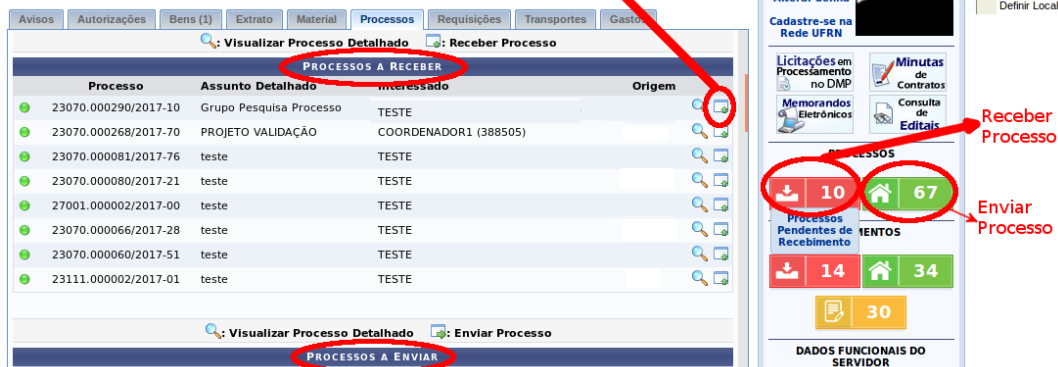 Avisos Autorizações Bens (1) Extrato Material Processos Requisições Transportes Gastos
: Visualizar Processo Detalhado : Receber Processo
PROCESSOS A RECEBER
Processo Assunto Detalhado Interessado Origem
23070.000290/2017-10 Grupo Pesquisa Processo TESTE
23070.000268/2017-70 PROJETO VALIDAÇÃO COORDENADOR1 (388505)
23070.000081/2017-76 teste TESTE
23070.000080/2017-21 teste TESTE
27001.000002/2017-00 teste TESTE
23070.000066/2017-28 teste TESTE
23070.000060/2017-51 teste TESTE
23111.000002/2017-01 teste TESTE
: Visualizar Processo Detalhado : Enviar Processo
PROCESSOS A ENVIAR
Cadastre-se na
Rede UFRN
Licitações em
Processamento
no DMP
Minutas
de
Contratos
Memorandos
Eletrônicos
Consulta
de
Editais
PROCESSOS
10 67
Processos
Pendentes de
Recebimento
14 34
30
DADOS FUNCIONAIS DO
SERVIDOR
Definir Local
Receber
Processo
Enviar
Processo